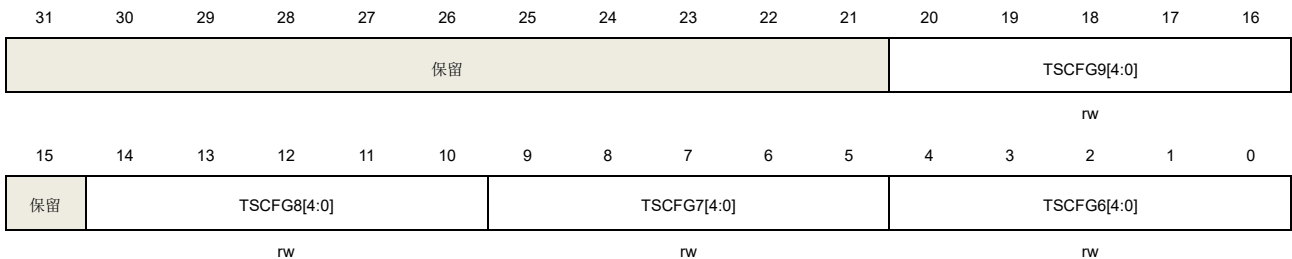 31 30 29 28 27 26 25 24 23 22 21 20 19 18 17 16
保留 TSCFG9[4:0]
rw
15 14 13 12 11 10 9 8 7 6 5 4 3 2 1 0
保留 TSCFG8[4:0] TSCFG7[4:0] TSCFG6[4:0]
rw rw rw